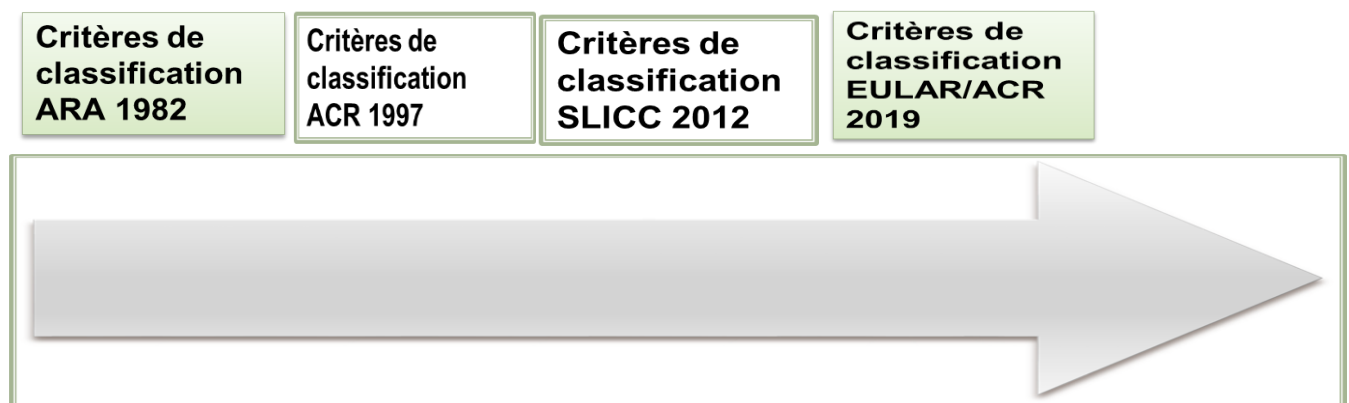 Critères de
classification
ARA 1982
Critères de
classification
ACR 1997
Critères de
classification
SLICC 2012
Critères de
classification
EULAR/ACR
2019